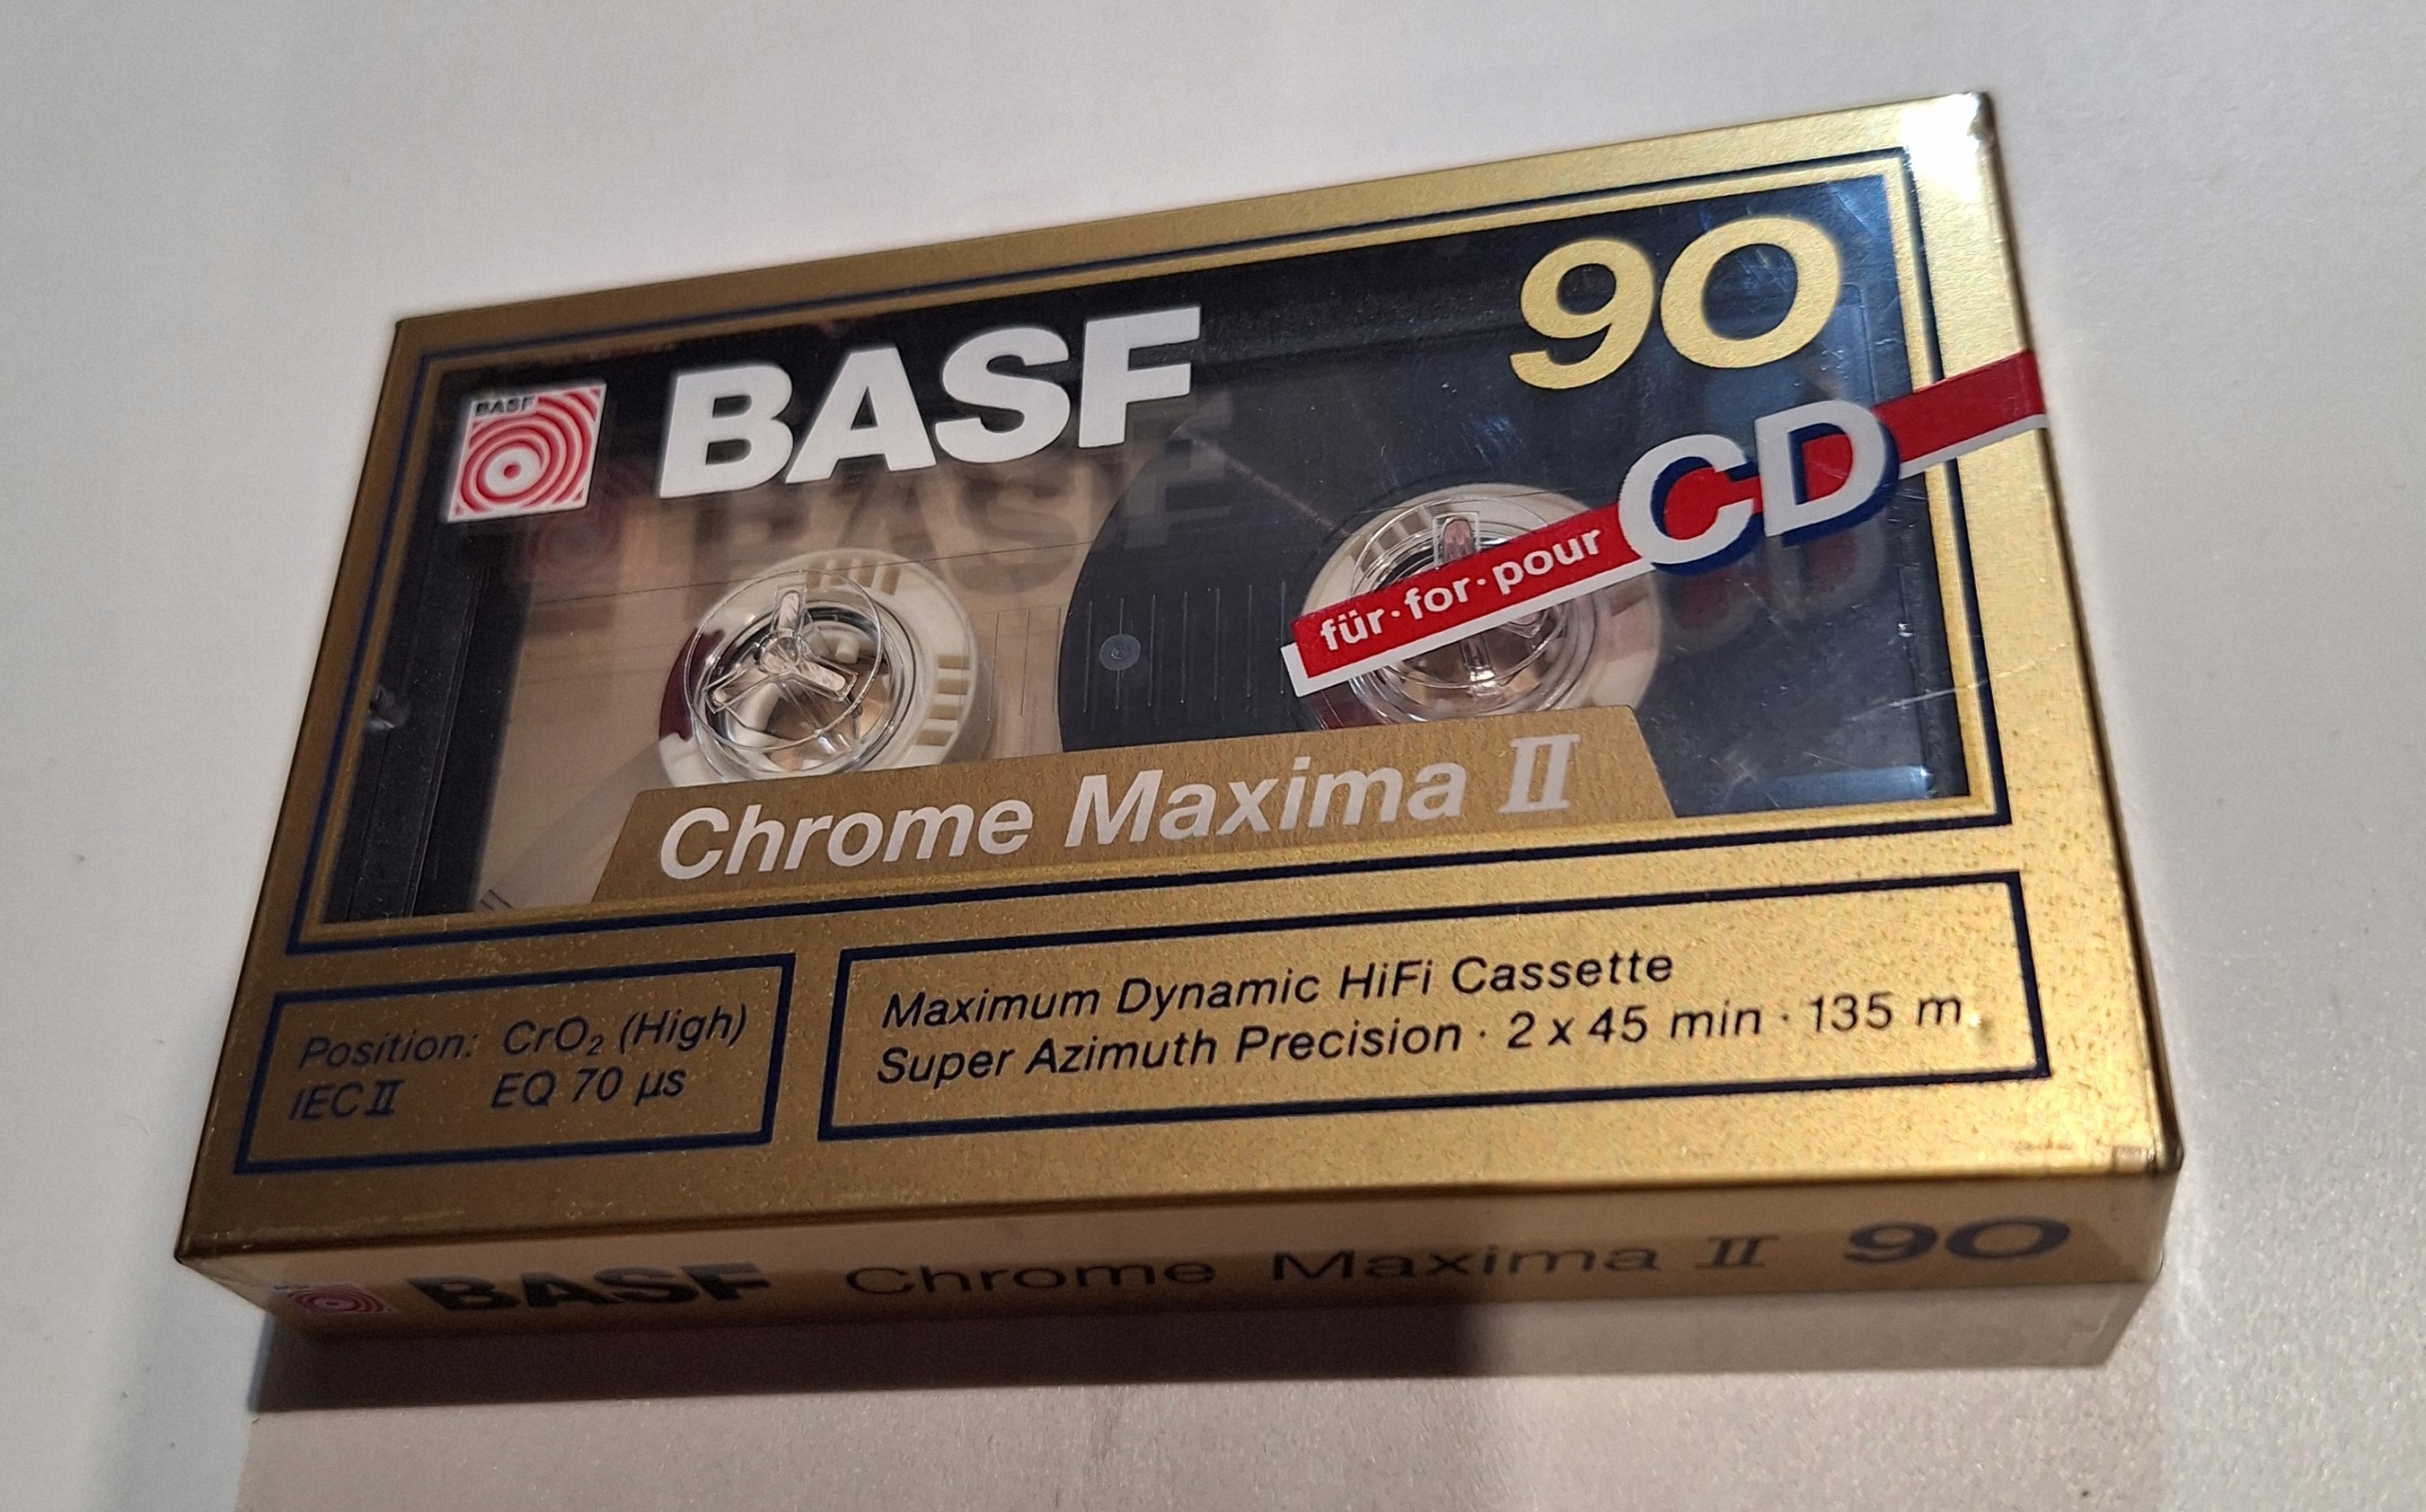 90
BASF
BASF
für·for·pour CD
Chrome Maxima II
Position: CrO₂ (High)
IEC II EQ 70 µs
Maximum Dynamic HiFi Cassette
Super Azimuth Precision · 2 x 45 min · 135 m
BASF Chrome Maxima II 90